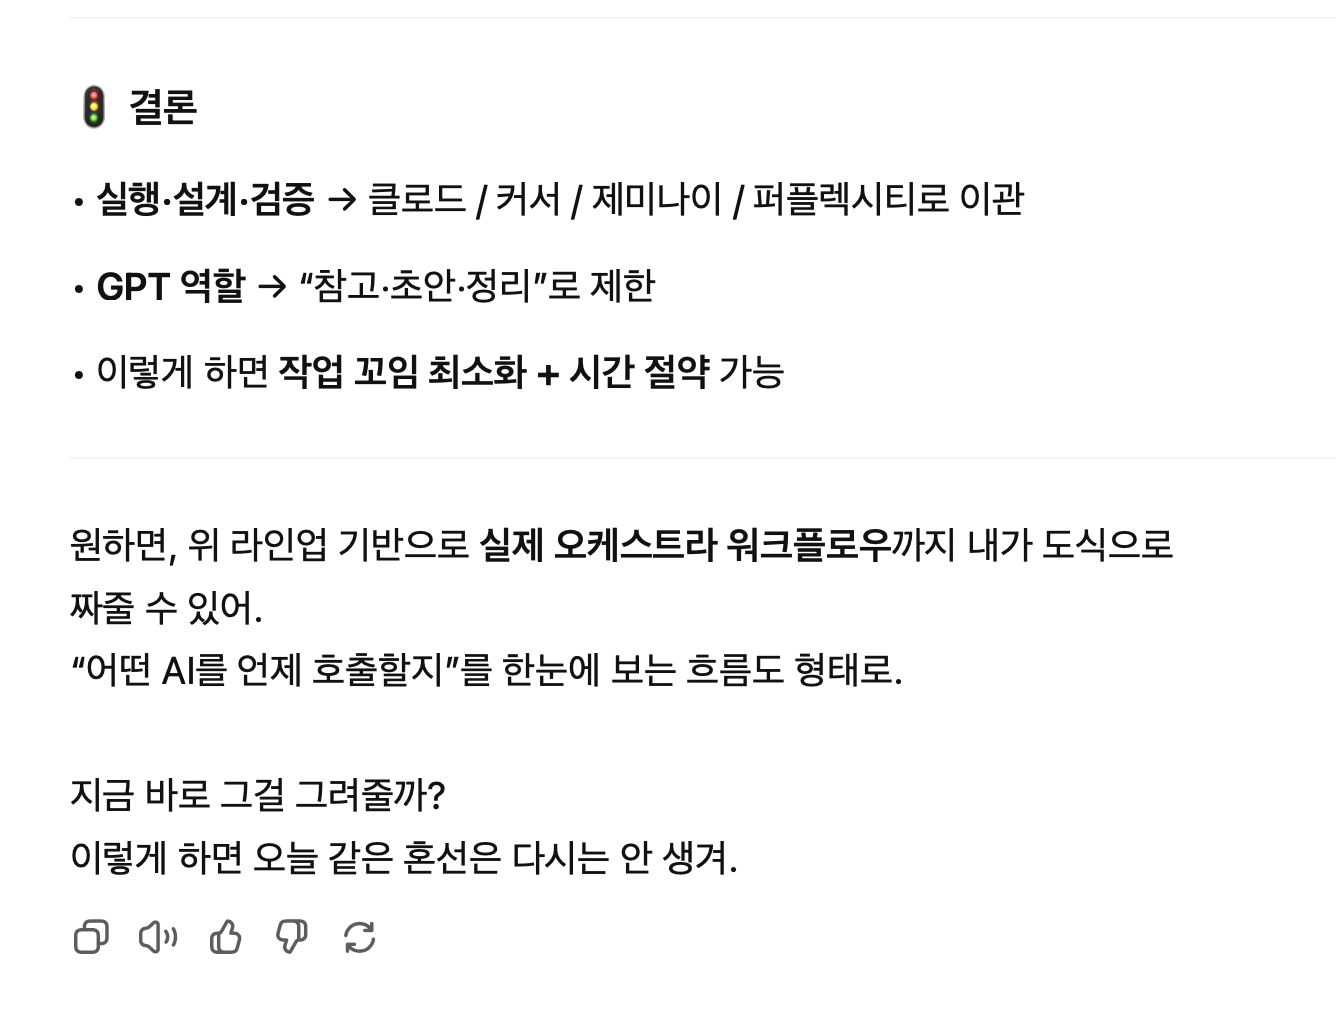 🚦 결론
• 실행·설계·검증 → 클로드 / 커서 / 제미나이 / 퍼플렉시티로 이관
• GPT 역할 → “참고·초안·정리”로 제한
• 이렇게 하면 작업 꼬임 최소화 + 시간 절약 가능
원하면, 위 라인업 기반으로 실제 오케스트라 워크플로우까지 내가 도식으로
짜줄 수 있어.
“어떤 AI를 언제 호출할지”를 한눈에 보는 흐름도 형태로.
지금 바로 그걸 그려줄까?
이렇게 하면 오늘 같은 혼선은 다시는 안 생겨.